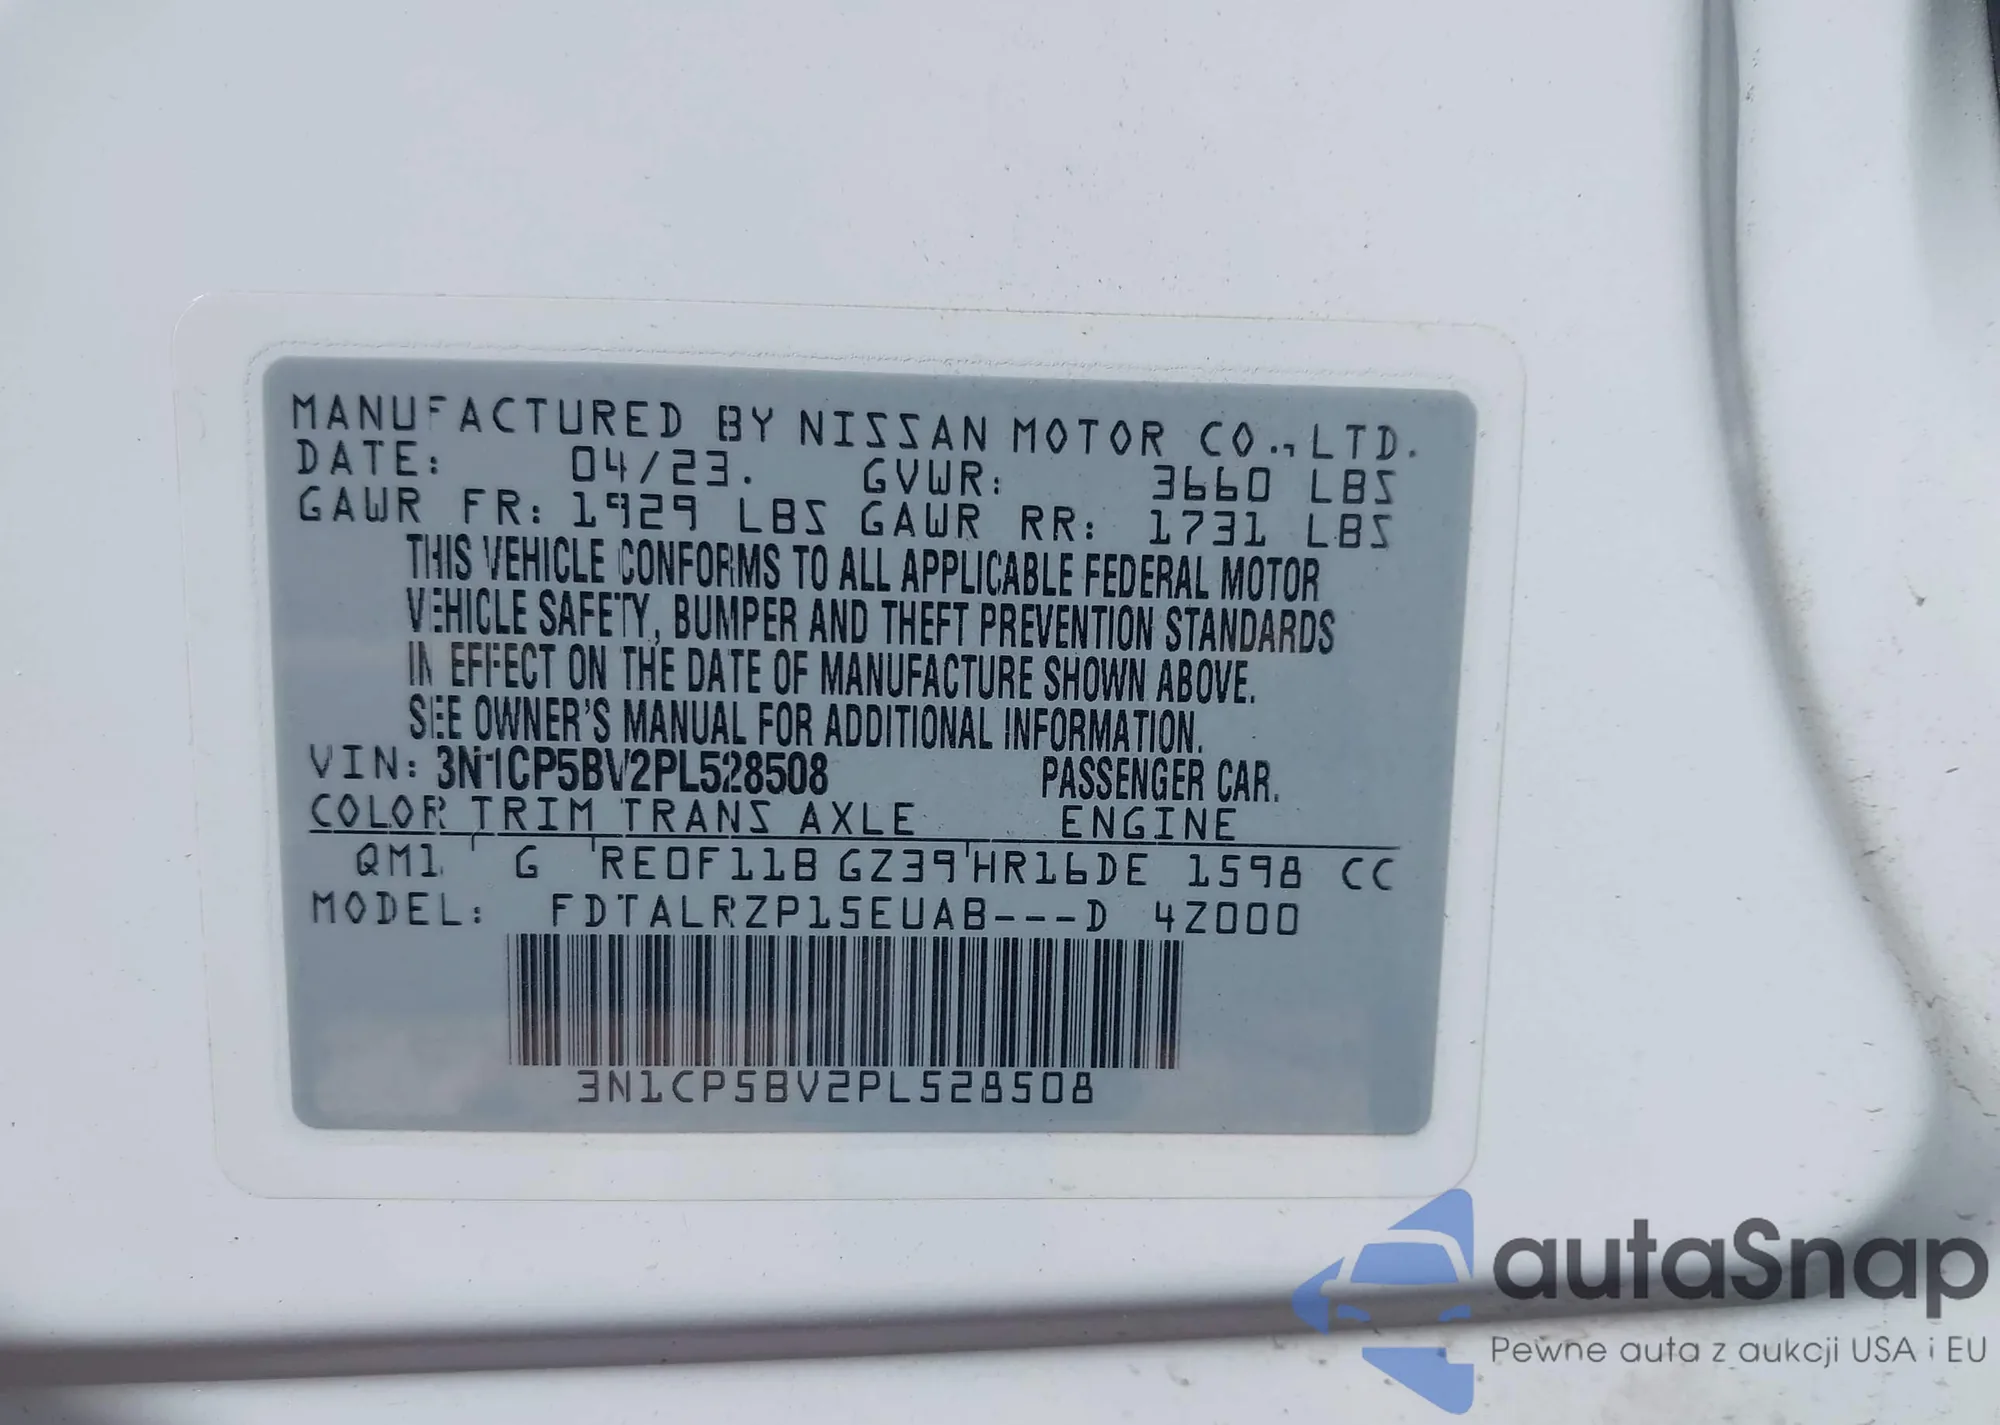 MANUFACTURED BY NISSAN MOTOR CO., LTD.
DATE: 04/23. GVWR: 3660 LBS
GAWR FR: 1929 LBS GAWR RR: 1731 LBS
THIS VEHICLE CONFORMS TO ALL APPLICABLE FEDERAL MOTOR
VEHICLE SAFETY, BUMPER AND THEFT PREVENTION STANDARDS
IN EFFECT ON THE DATE OF MANUFACTURE SHOWN ABOVE.
SEE OWNER'S MANUAL FOR ADDITIONAL INFORMATION.
VIN: 3N1CP5BV2PL528508 PASSENGER CAR.
COLOR TRIM TRANS AXLE ENGINE
QM1 G RE0F11B GZ39 HR16DE 1598 CC
MODEL: FDTALRZP15EUAB---D 4Z000
3N1CP5BV2PL528508
autaSnap
Pewne auta z aukcji USA i EU